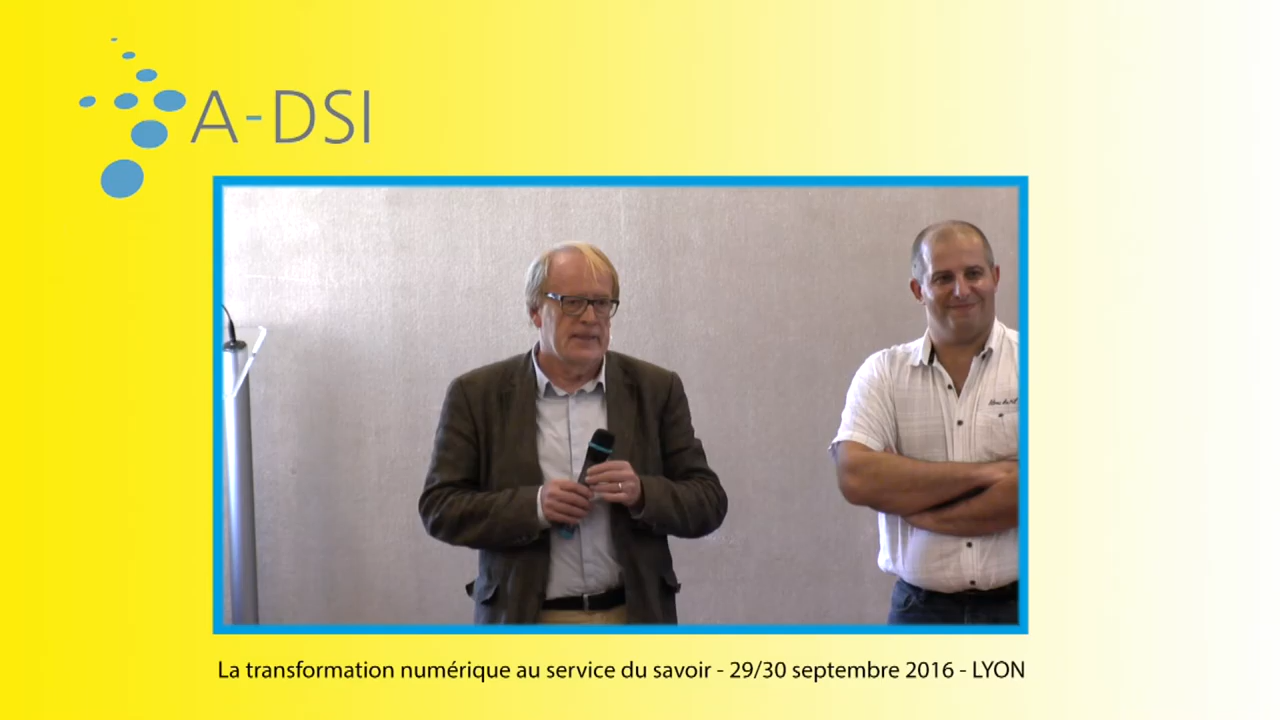 A-DSI
La transformation numérique au service du savoir - 29/30 septembre 2016 - LYON